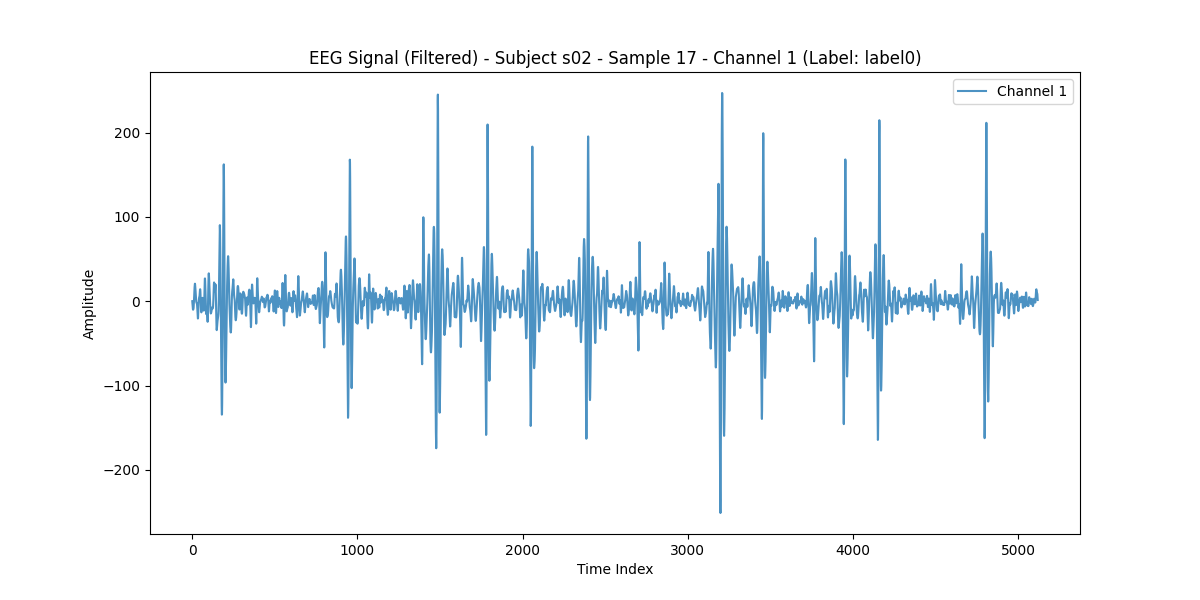 EEG Signal (Filtered) - Subject s02 - Sample 17 - Channel 1 (Label: label0)
Channel 1
200
100
0
−100
−200
Amplitude
0 1000 2000 3000 4000 5000
Time Index